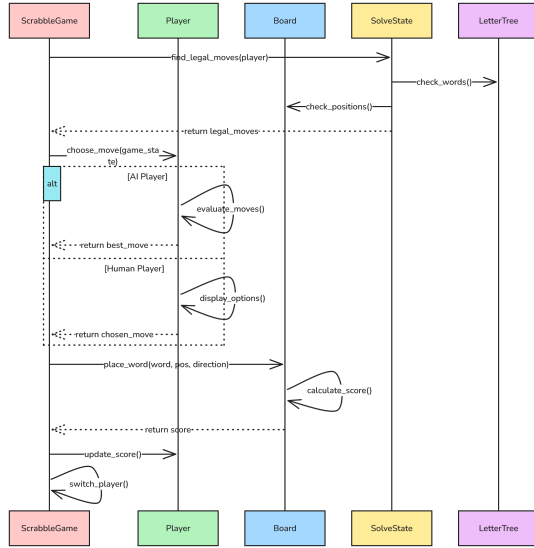 ScrabbleGame
Player
Board
SolveState
LetterTree
find_legal_moves(player)
check_words()
check_positions()
return legal_moves
choose_move(game_sta
te)
alt
[AI Player]
evaluate_moves()
return best_move
[Human Player]
display_options()
return chosen_move
place_word(word, pos, direction)
calculate_score()
return score
update_score()
switch_player()
ScrabbleGame
Player
Board
SolveState
LetterTree